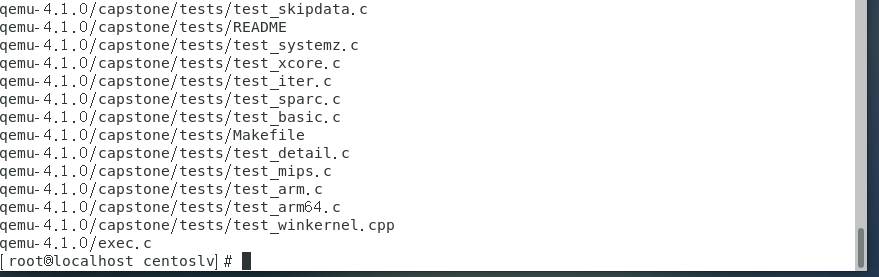 qemu-4.1.0/capstone/tests/test_skipdata.c
qemu-4.1.0/capstone/tests/README
qemu-4.1.0/capstone/tests/test_systemz.c
qemu-4.1.0/capstone/tests/test_xcore.c
qemu-4.1.0/capstone/tests/test_iter.c
qemu-4.1.0/capstone/tests/test_sparc.c
qemu-4.1.0/capstone/tests/test_basic.c
qemu-4.1.0/capstone/tests/Makefile
qemu-4.1.0/capstone/tests/test_detail.c
qemu-4.1.0/capstone/tests/test_mips.c
qemu-4.1.0/capstone/tests/test_arm.c
qemu-4.1.0/capstone/tests/test_arm64.c
qemu-4.1.0/capstone/tests/test_winkernel.cpp
qemu-4.1.0/exec.c
[root@localhost centoslv]#